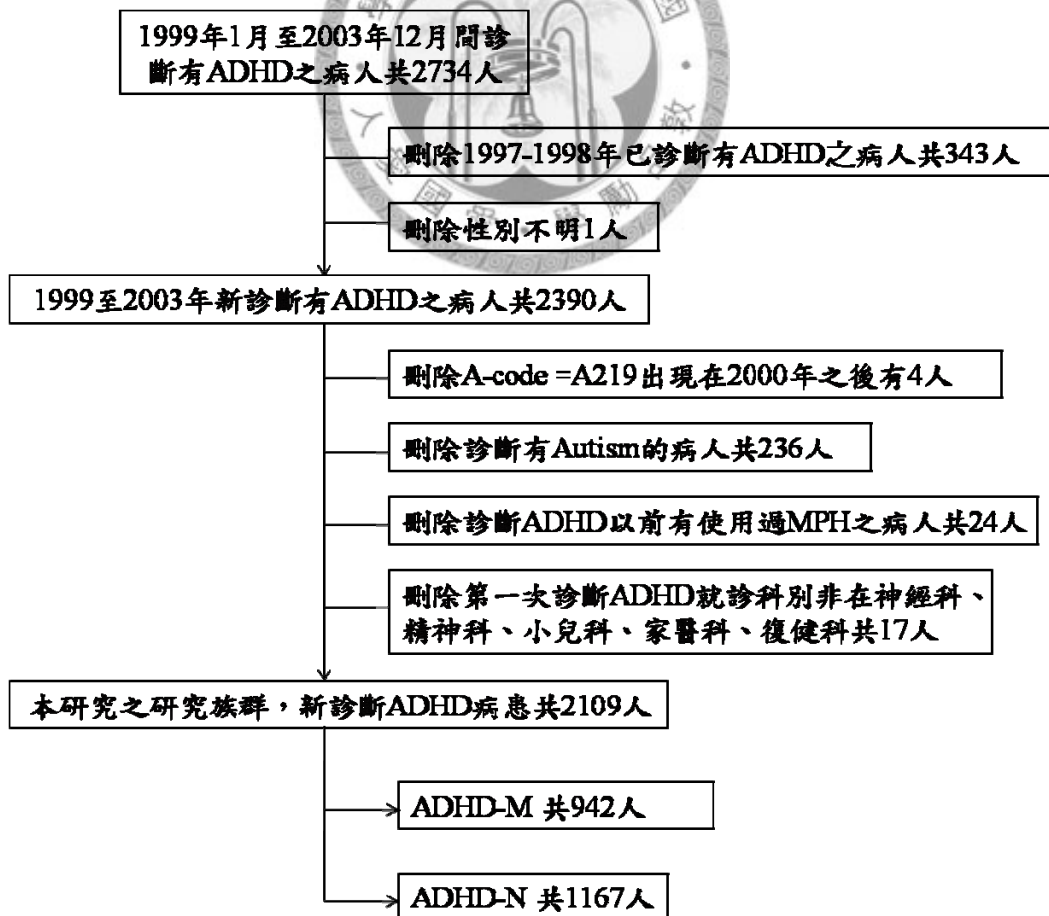 1999年1月至2003年12月間診
斷有ADHD之病人共2734人
刪除1997-1998年已診斷有ADHD之病人共343人
刪除性別不明1人
1999至2003年新診斷有ADHD之病人共2390人
刪除A-code =A219出現在2000年之後有4人
刪除診斷有Autism的病人共236人
刪除診斷ADHD以前有使用過MPH之病人共24人
刪除第一次診斷ADHD就診科別非在神經科、
精神科、小兒科、家醫科、復健科共17人
本研究之研究族群，新診斷ADHD病患共2109人
ADHD-M 共942人
ADHD-N 共1167人